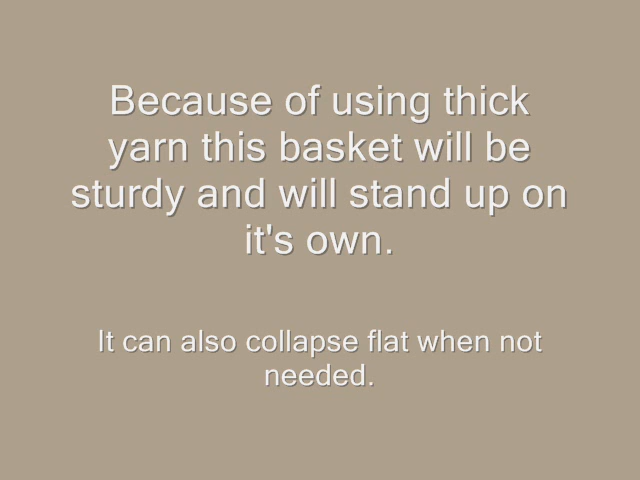 Because of using thick
yarn this basket will be
sturdy and will stand up on
it's own.
It can also collapse flat when not
needed.